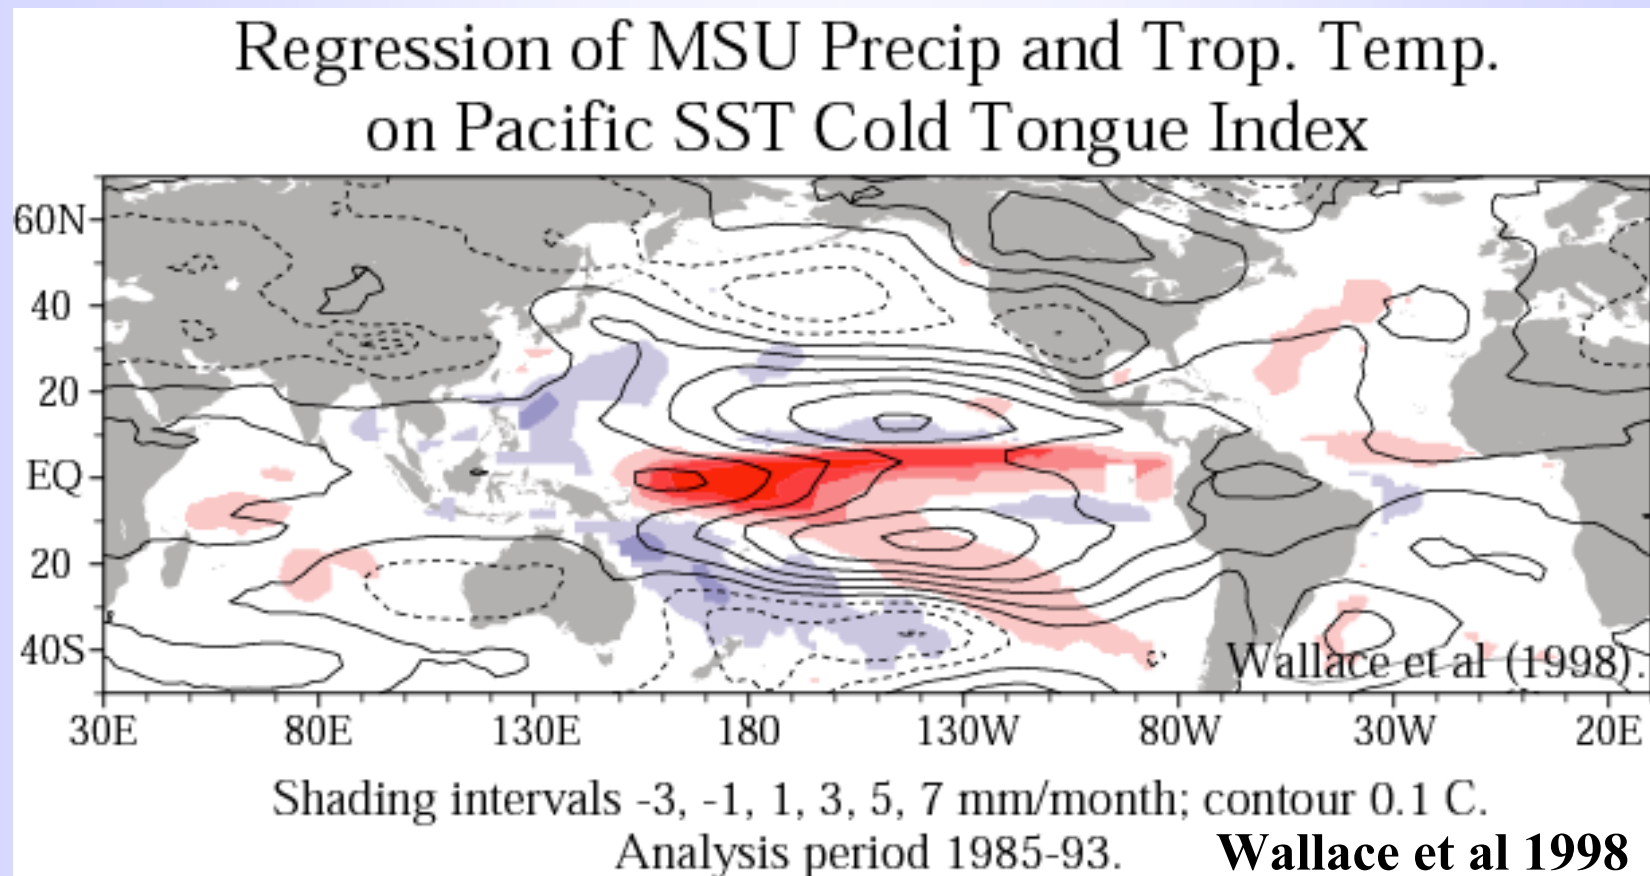 Regression of MSU Precip and Trop. Temp.
on Pacific SST Cold Tongue Index
60N
40
20
EQ
20
40S
Wallace et al (1998).
30E 80E 130E 180 130W 80W 30W 20E
Shading intervals -3, -1, 1, 3, 5, 7 mm/month; contour 0.1 C.
Analysis period 1985-93.
Wallace et al 1998